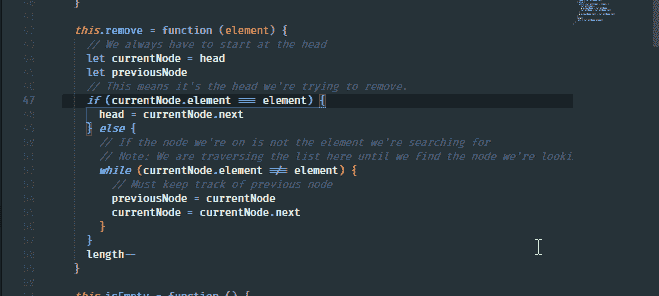 }
this.remove = function (element) {
// We always have to start at the head
let currentNode = head
let previousNode
// This means it's the head we're trying to remove.
47 if (currentNode.element === element) {
head = currentNode.next
} else {
// If the node we're on is not the element we're searching for
// Note: We are traversing the list here until we find the node we're looki
while (currentNode.element !== element) {
// Must keep track of previous node
previousNode = currentNode
currentNode = currentNode.next
}
}
length--
}
this.isEmpty = function () {